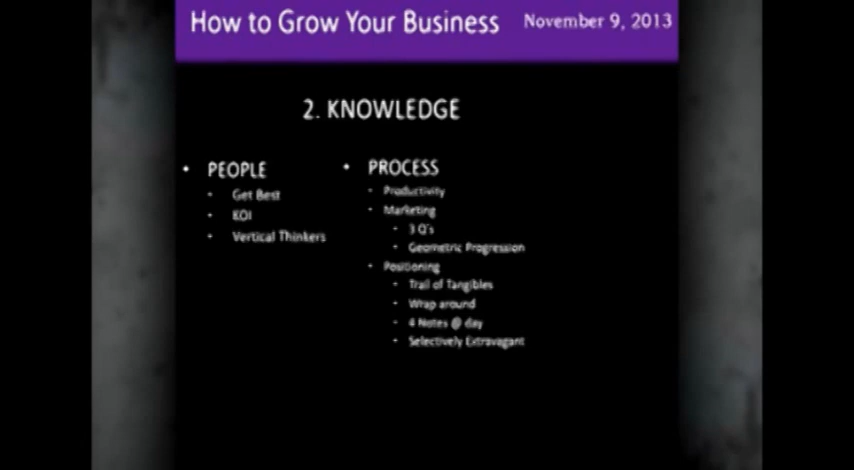 How to Grow Your Business November 9, 2013
2. KNOWLEDGE
• PEOPLE
• Get Best
• KOI
• Vertical Thinkers
• PROCESS
• Productivity
• Marketing
• 3 Q's
• Geometric Progression
• Positioning
• Trail of Tangibles
• Wrap around
• 4 Notes @ day
• Selectively Extravagant